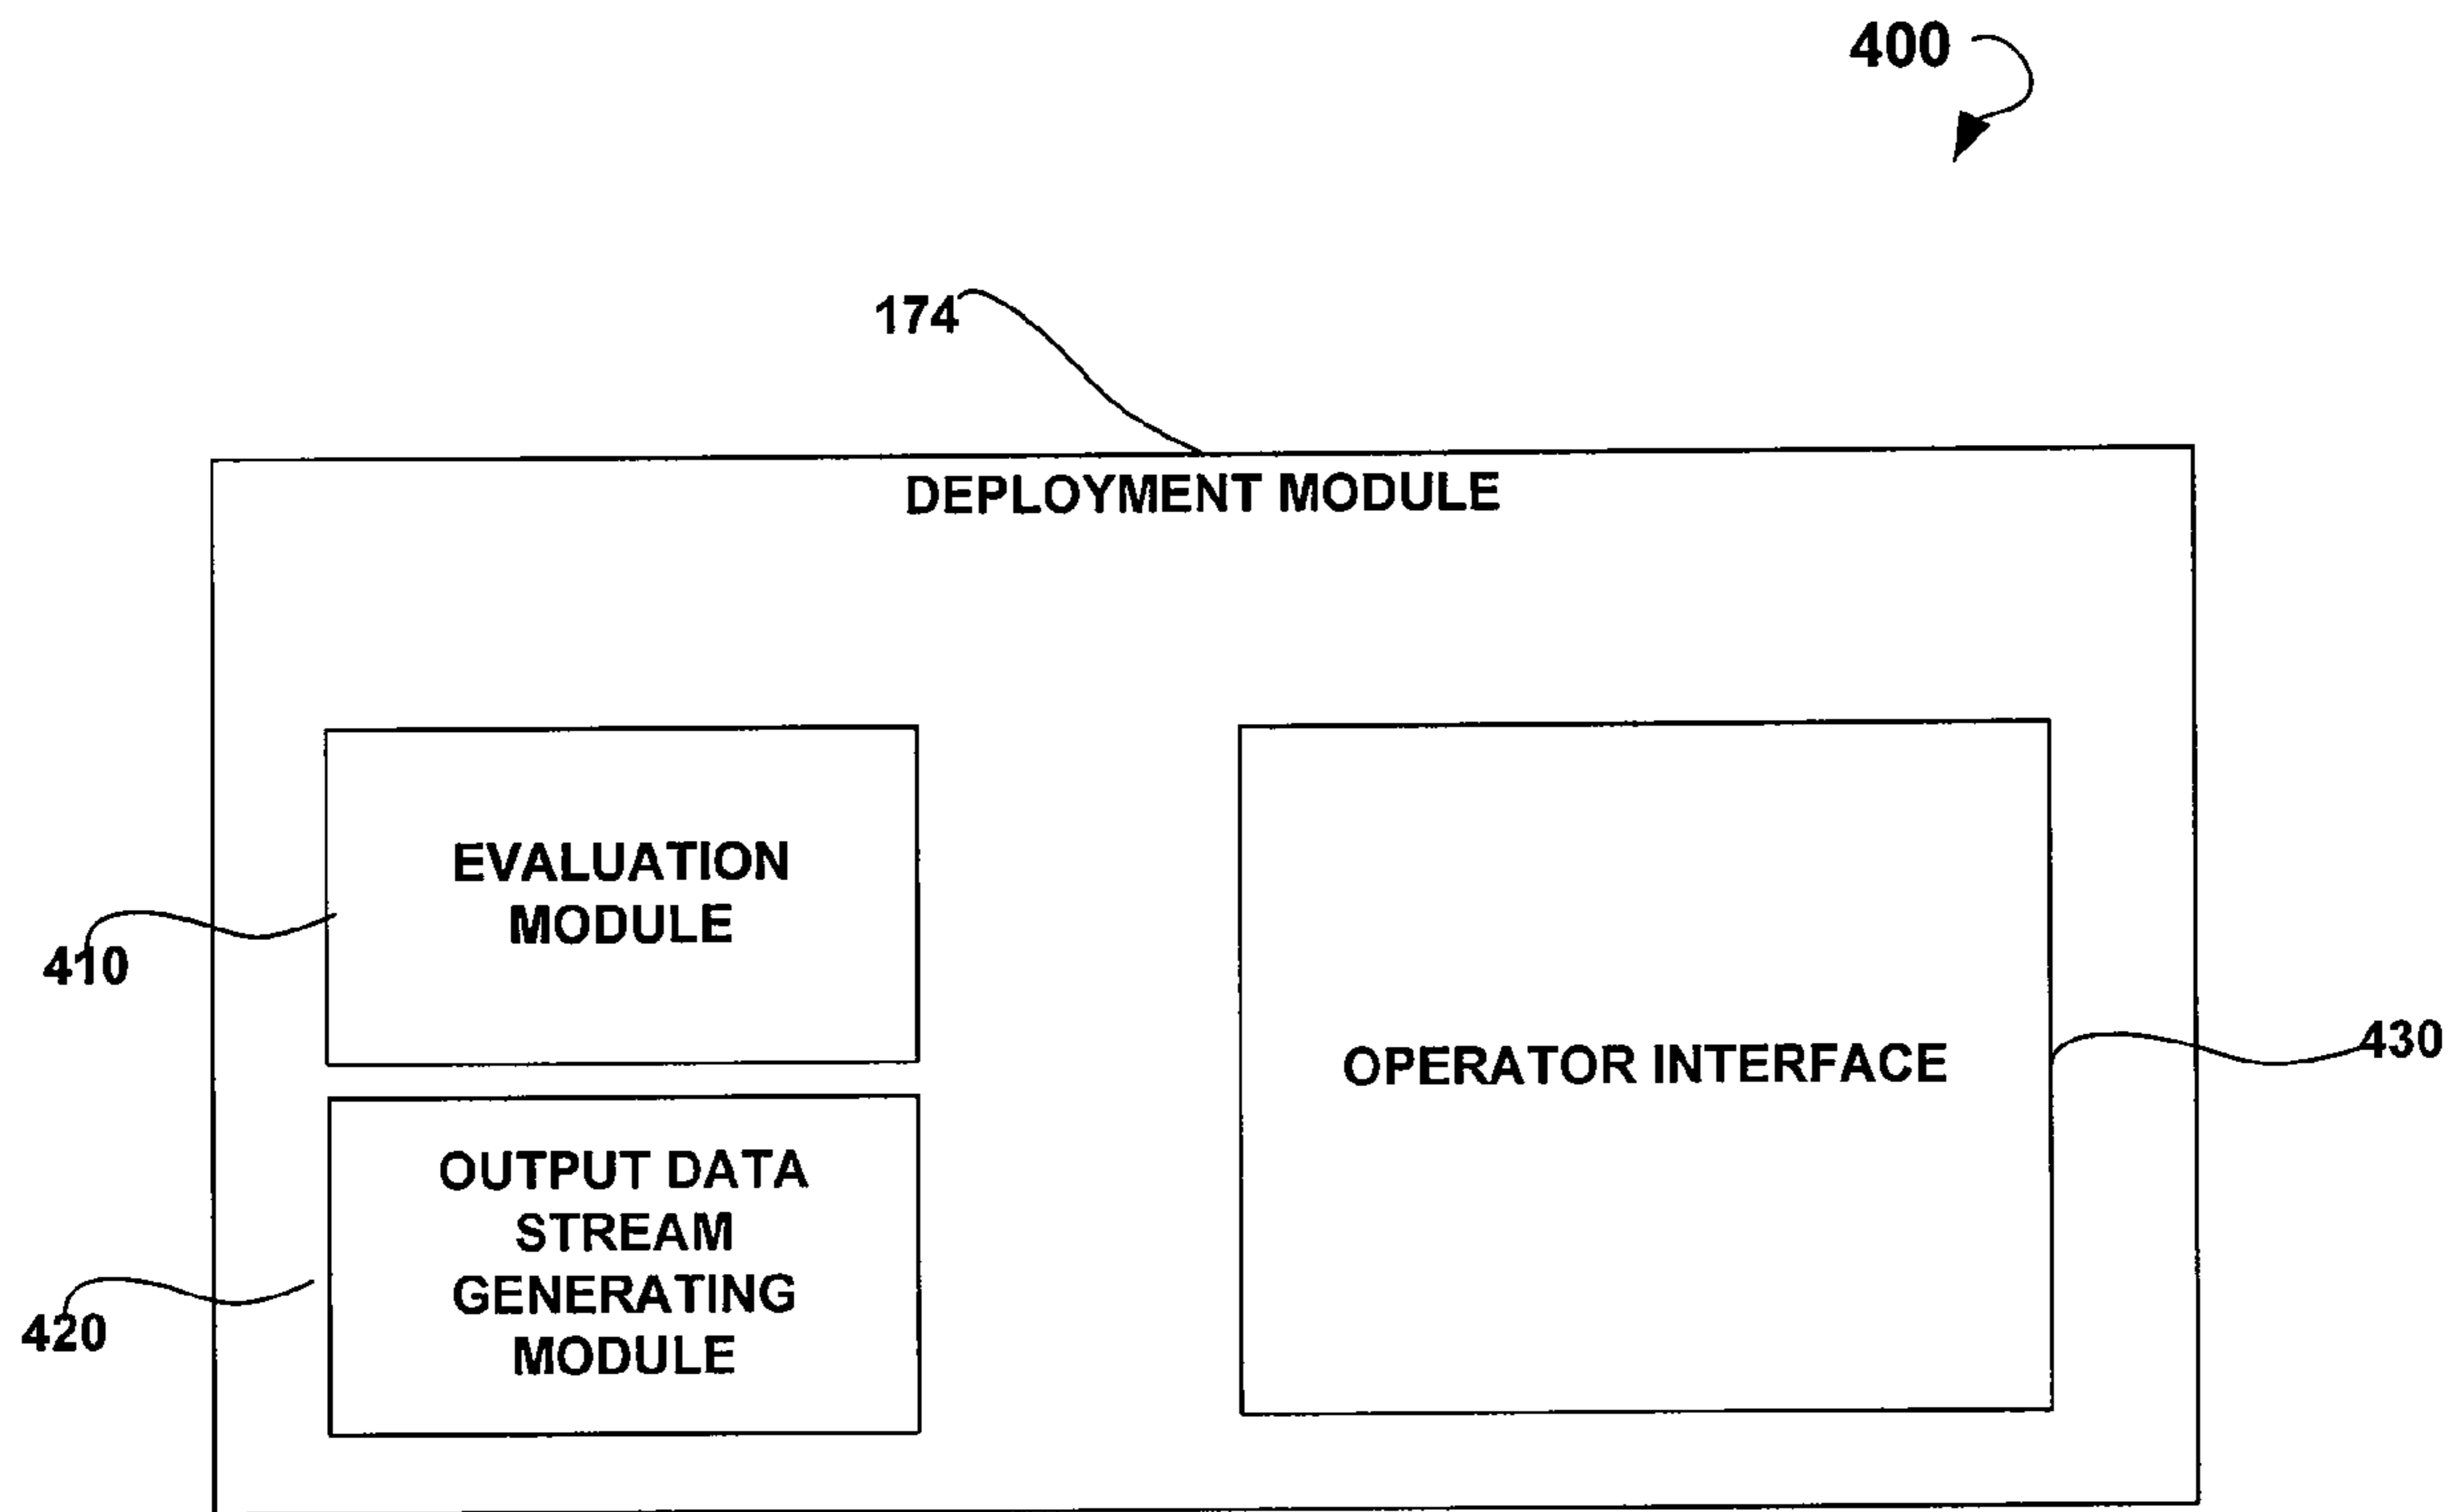 400
174
DEPLOYMENT MODULE
EVALUATION
MODULE
410
OPERATOR INTERFACE
430
OUTPUT DATA
STREAM
GENERATING
MODULE
420